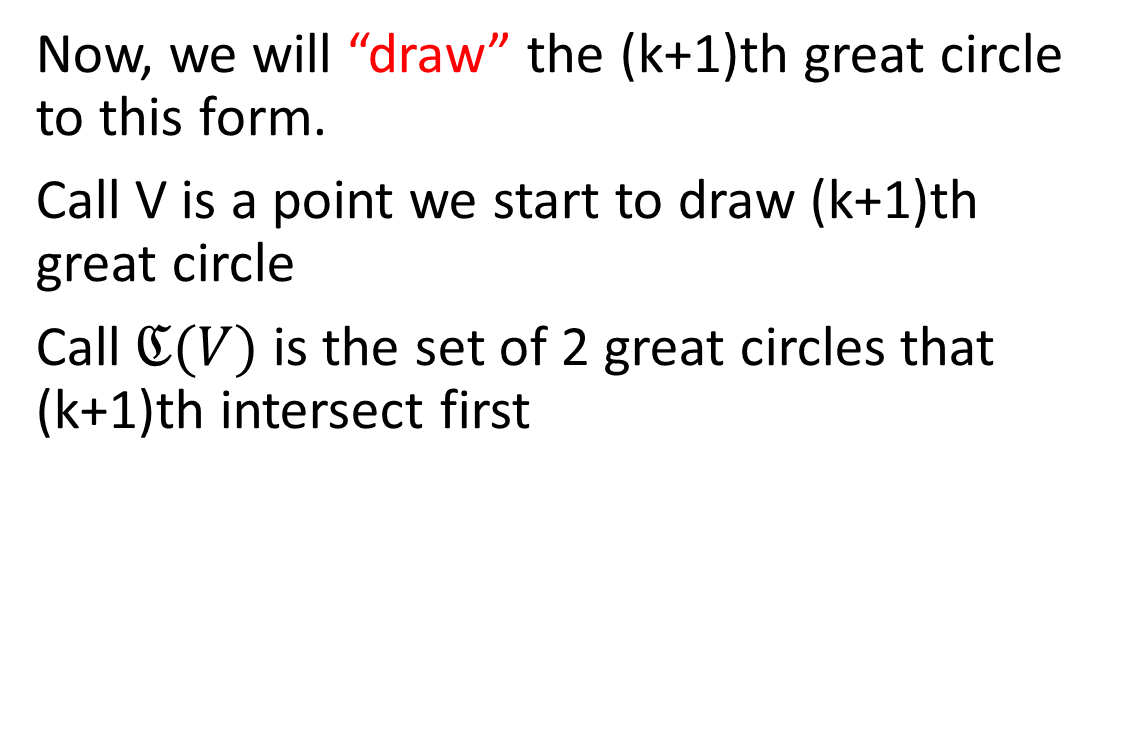 Now, we will “draw” the (k+1)th great circle
to this form.
Call V is a point we start to draw (k+1)th
great circle
Call ℭ(𝑉) is the set of 2 great circles that
(k+1)th intersect first